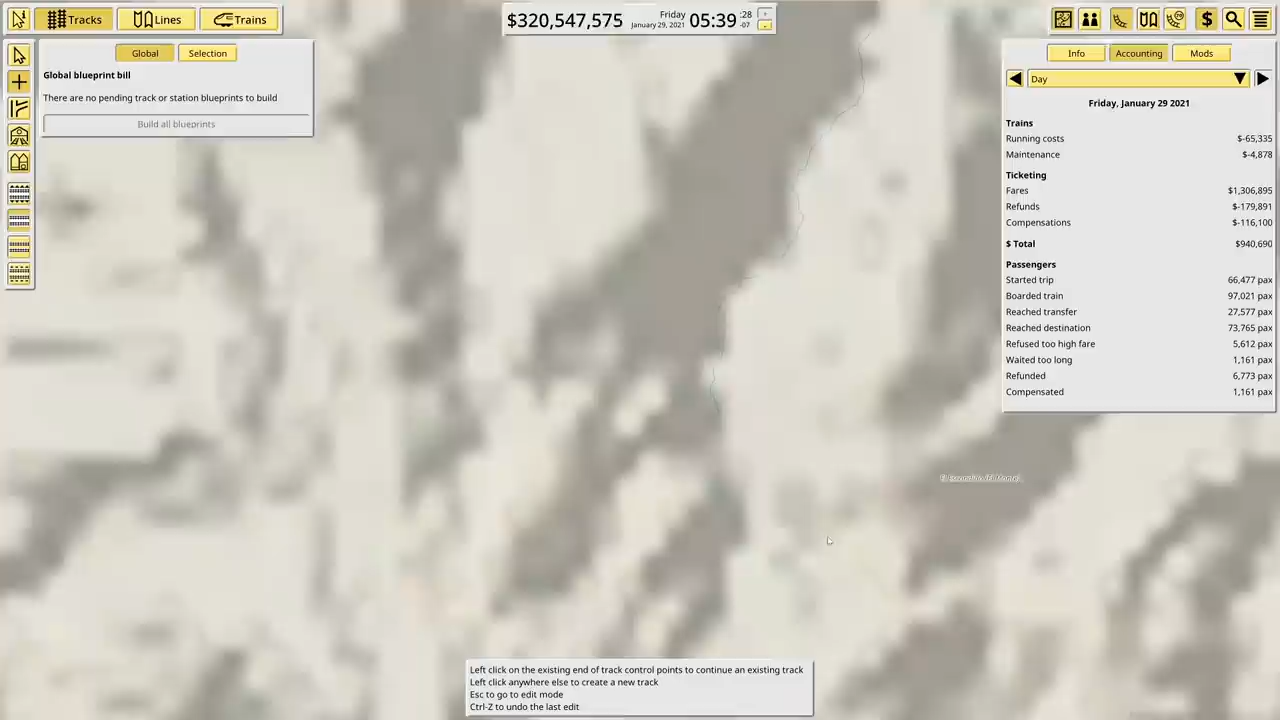 Tracks
Lines
Trains
$320,547,575
Friday
January 29, 2021
05:39
:28
-07
Global
Selection
Global blueprint bill
There are no pending track or station blueprints to build
Build all blueprints
Info
Accounting
Mods
Day
Friday, January 29 2021
Trains
Running costs $-65,335
Maintenance $-4,878
Ticketing
Fares $1,306,895
Refunds $-179,891
Compensations $-116,100
$ Total $940,690
Passengers
Started trip 66,477 pax
Boarded train 97,021 pax
Reached transfer 27,577 pax
Reached destination 73,765 pax
Refused too high fare 5,612 pax
Waited too long 1,161 pax
Refunded 6,773 pax
Compensated 1,161 pax
Left click on the existing end of track control points to continue an existing track
Left click anywhere else to create a new track
Esc to go to edit mode
Ctrl-Z to undo the last edit